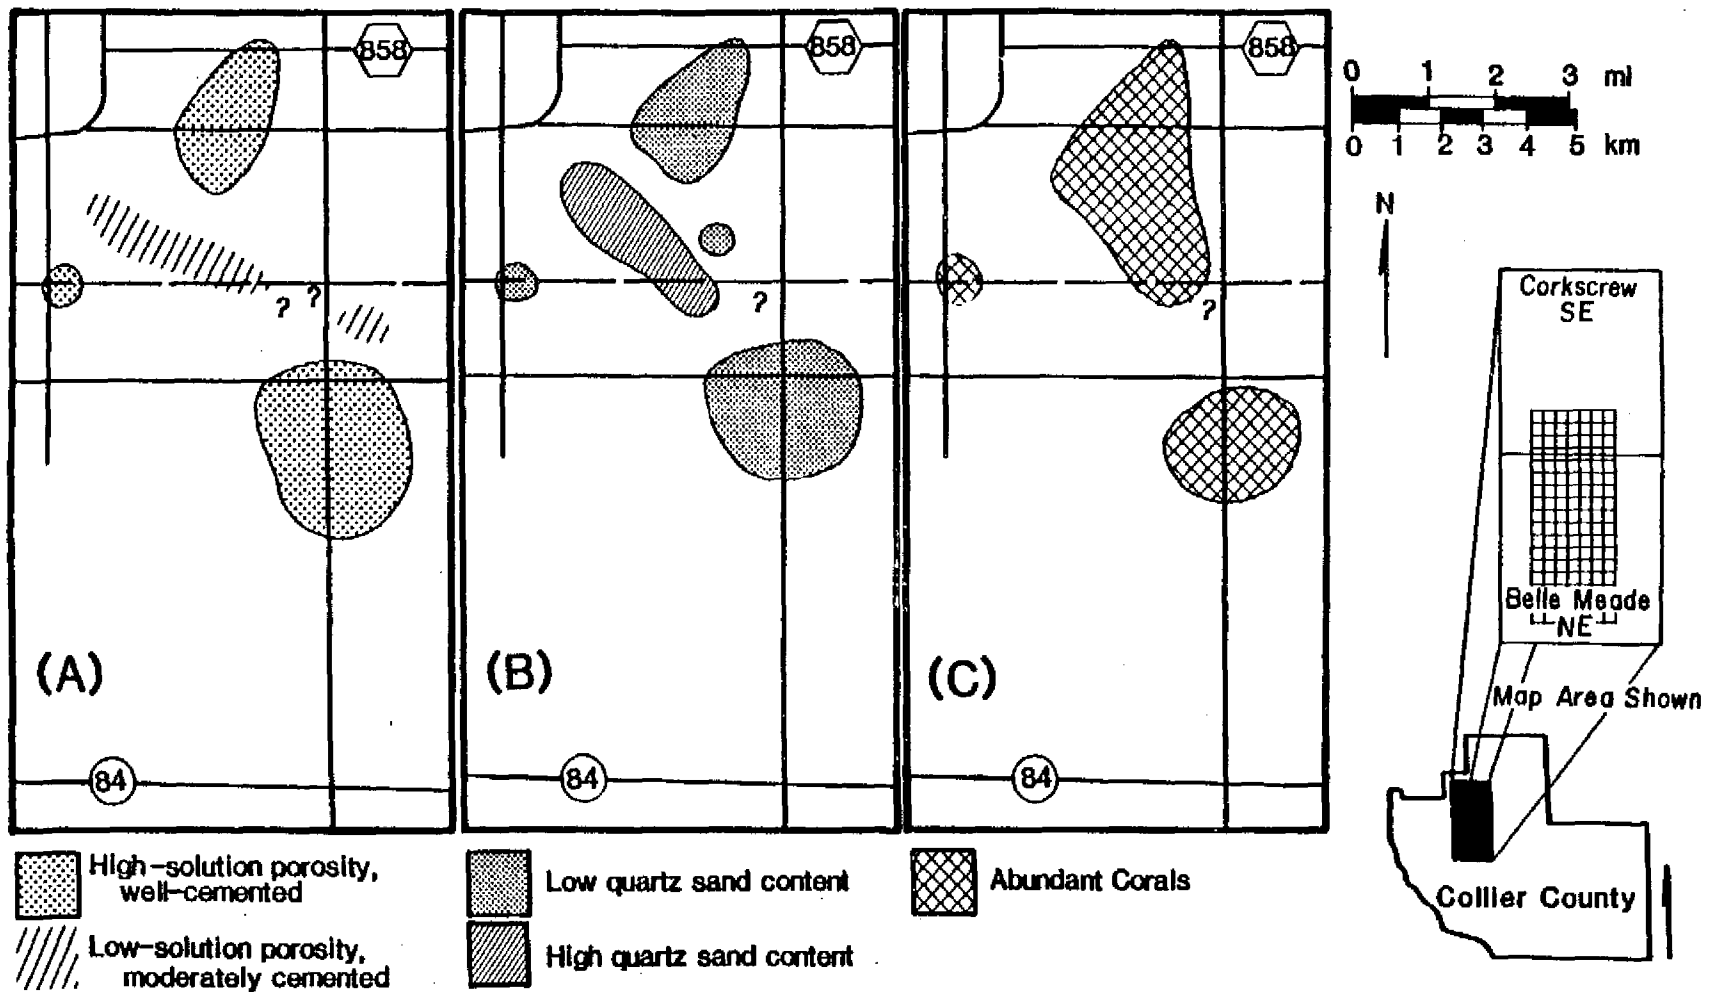 858
858
858
?
?
?
?
(A)
(B)
(C)
84
84
84
0 1 2 3 mi
0 1 2 3 4 5 km
N
Corkscrew
SE
Belle Meade
NE
Map Area Shown
Collier County
High-solution porosity,
well-cemented
Low-solution porosity,
moderately cemented
Low quartz sand content
High quartz sand content
Abundant Corals